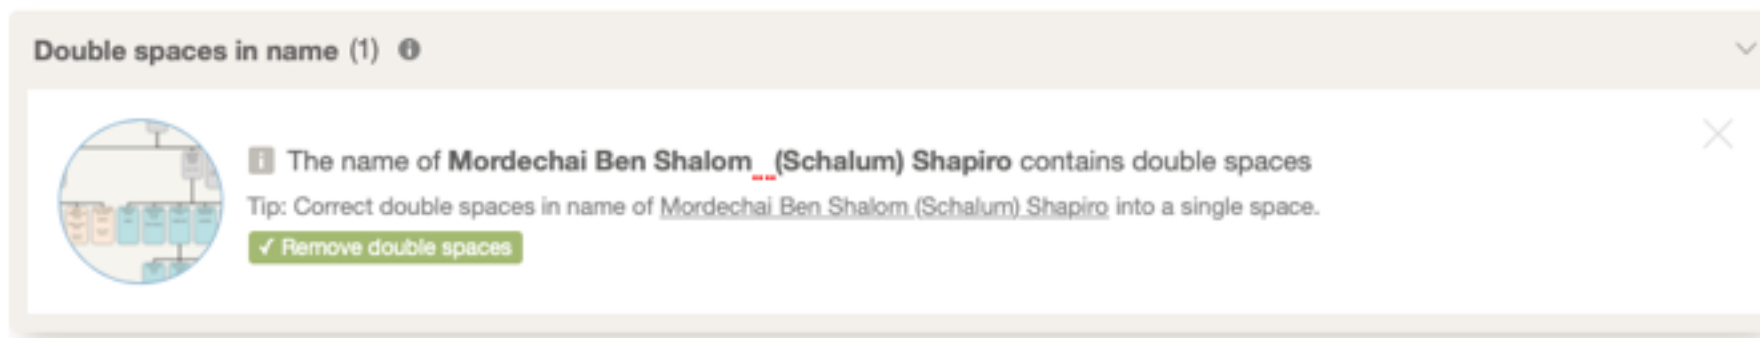 Double spaces in name (1)
The name of Mordechai Ben Shalom  (Schalum) Shapiro contains double spaces
Tip: Correct double spaces in name of Mordechai Ben Shalom (Schalum) Shapiro into a single space.
✓ Remove double spaces